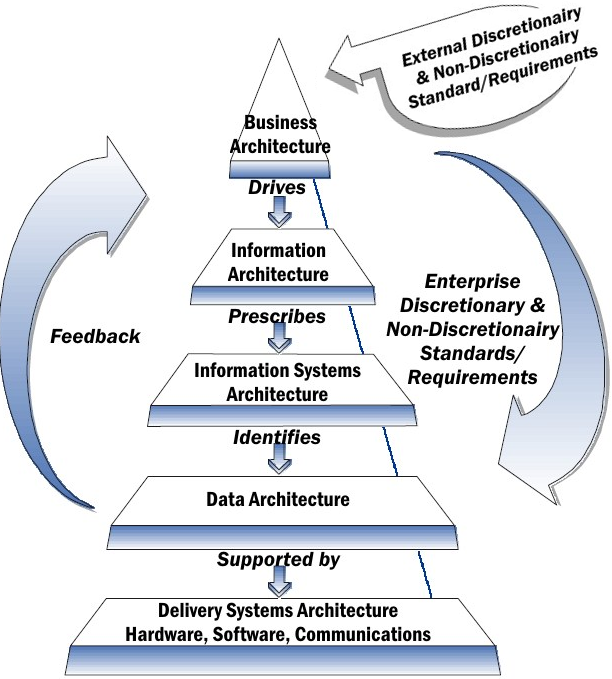 External Discretionairy
& Non-Discretionairy
Standard/Requirements
Business
Architecture
Drives
Information
Architecture
Prescribes
Information Systems
Architecture
Identifies
Data Architecture
Supported by
Delivery Systems Architecture
Hardware, Software, Communications
Feedback
Enterprise
Discretionary &
Non-Discretionairy
Standards/
Requirements